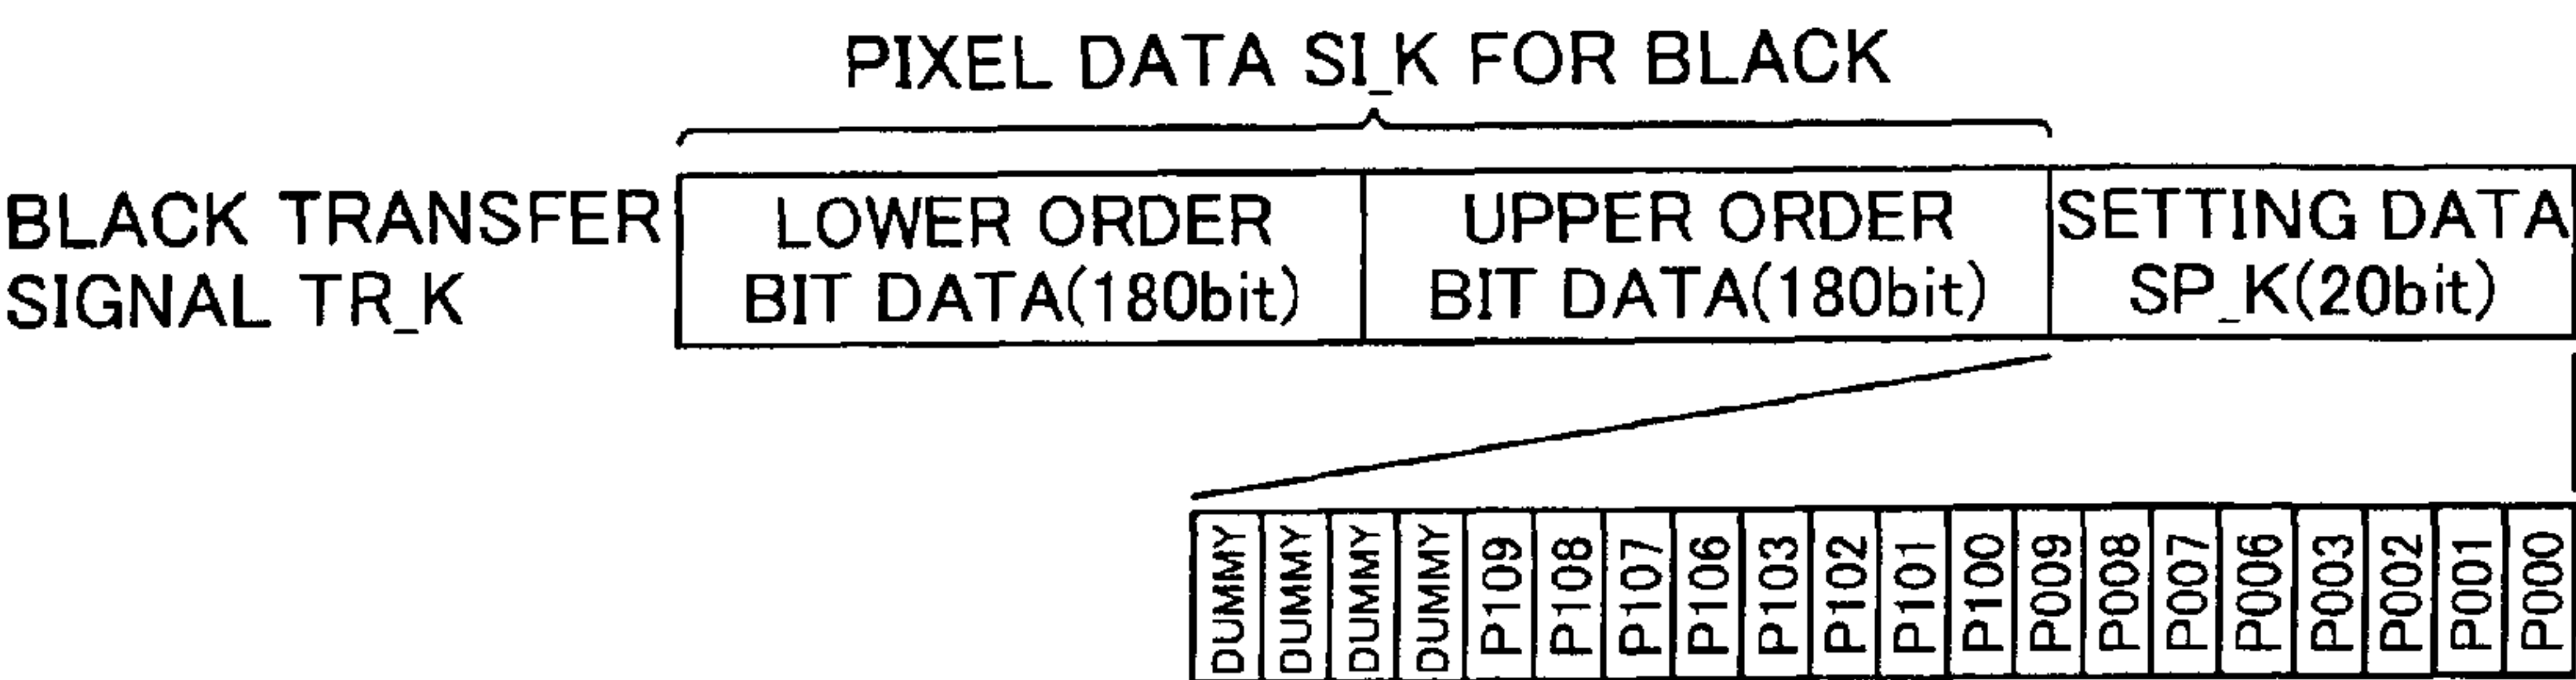 PIXEL DATA SI_K FOR BLACK
BLACK TRANSFER
SIGNAL TR_K
LOWER ORDER
BIT DATA(180bit)
UPPER ORDER
BIT DATA(180bit)
SETTING DATA
SP_K(20bit)
DUMMY
DUMMY
DUMMY
DUMMY
P109
P108
P107
P106
P103
P102
P101
P100
P009
P008
P007
P006
P003
P002
P001
P000